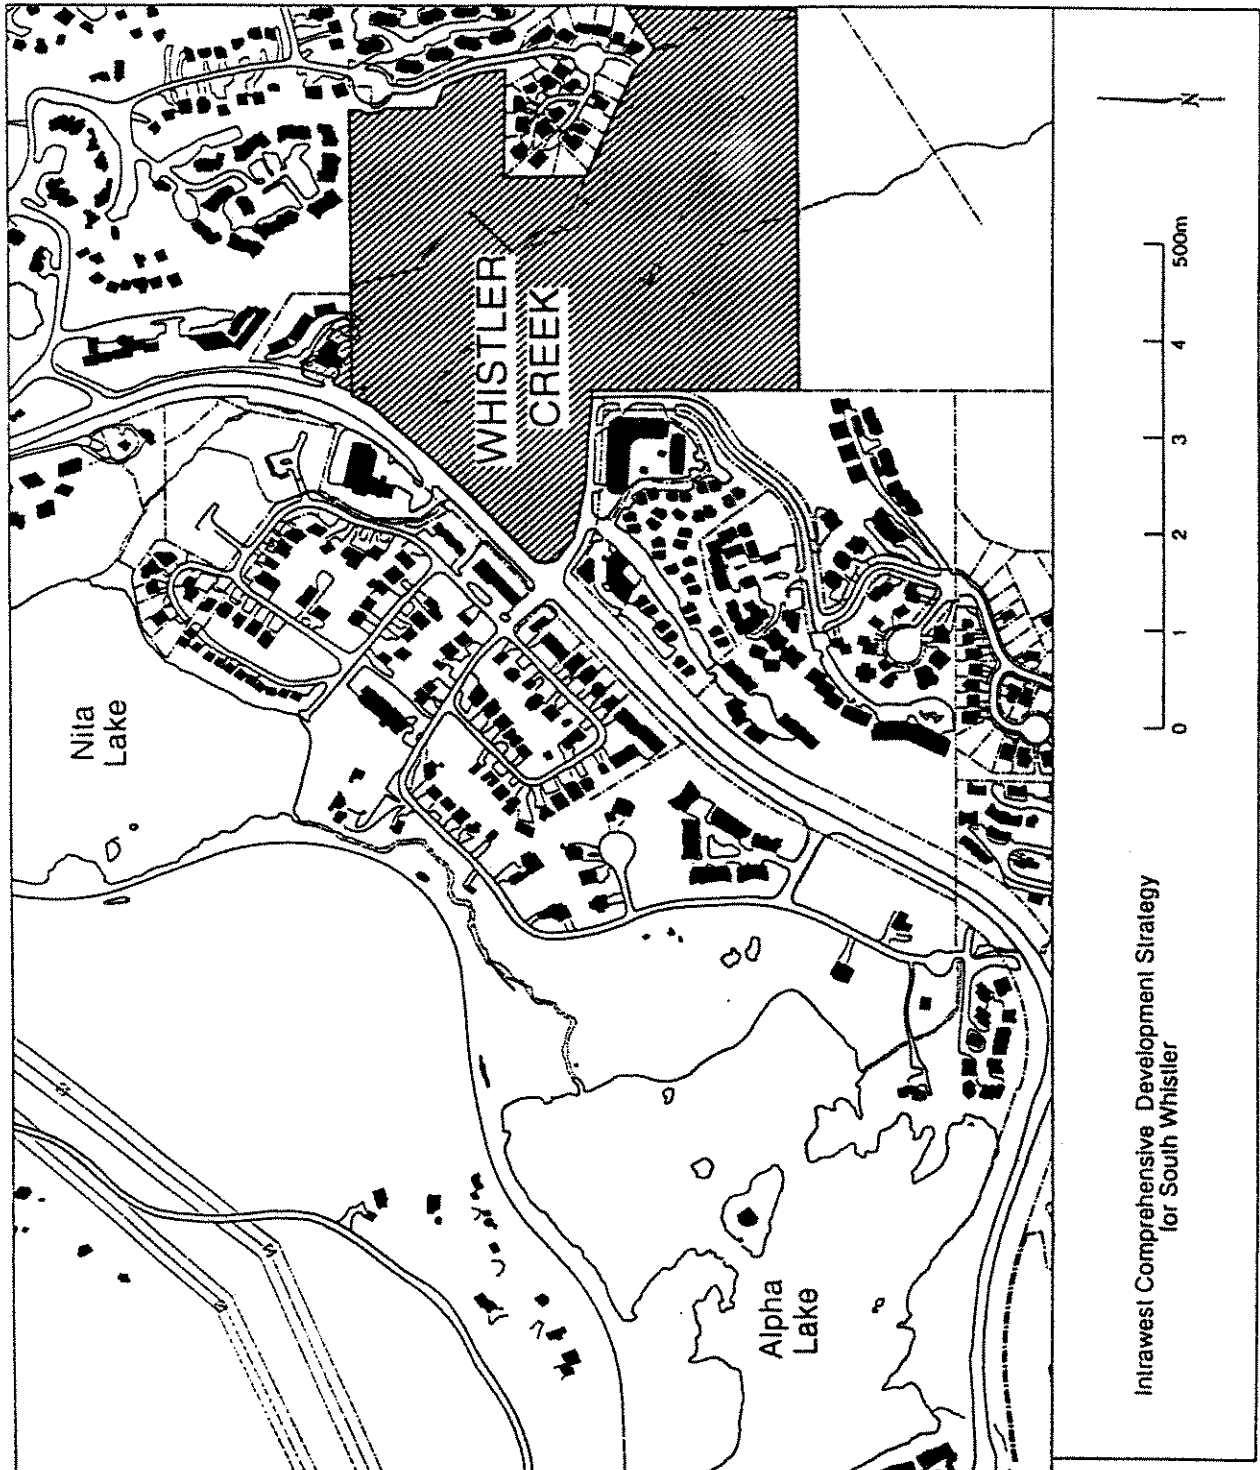 Nita
Lake
WHISTLER
CREEK
Alpha
Lake
Intrawest Comprehensive Development Strategy
for South Whistler
0 1 2 3 4 500m
N